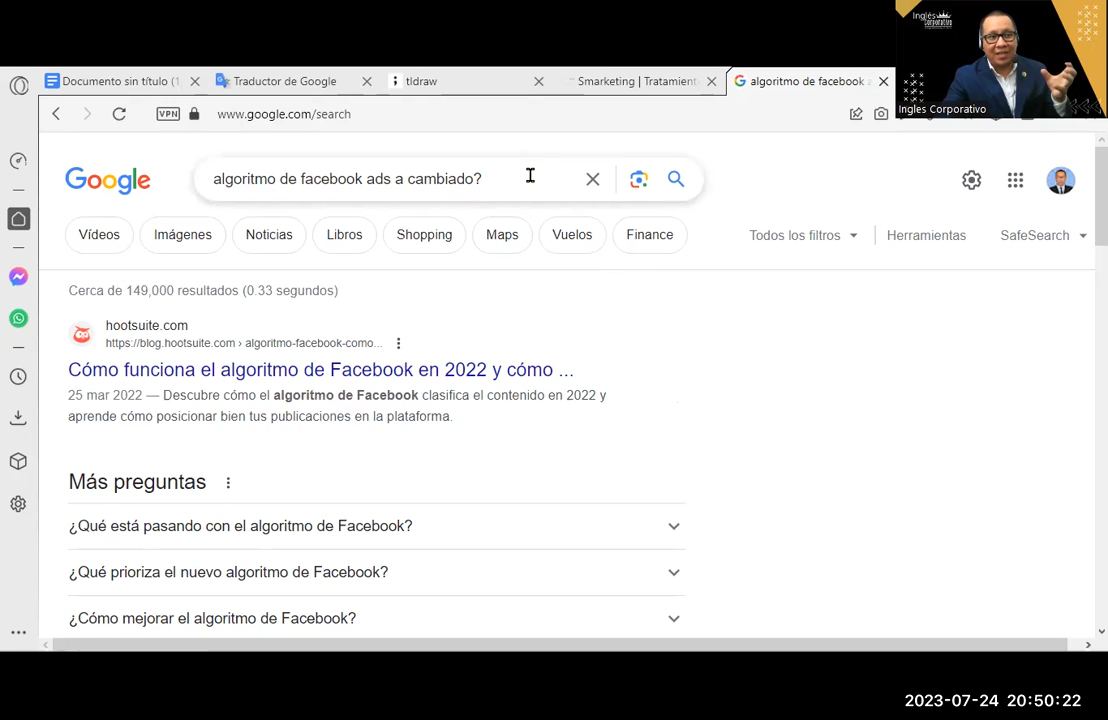 Inglés
Corporativo
Ingles Corporativo
Documento sin título (1
Traductor de Google
tldraw
Smarketing | Tratamient
algoritmo de facebook a
VPN
www.google.com/search
Google
algoritmo de facebook ads a cambiado?
Vídeos
Imágenes
Noticias
Libros
Shopping
Maps
Vuelos
Finance
Todos los filtros
Herramientas
SafeSearch
Cerca de 149,000 resultados (0.33 segundos)
hootsuite.com
https://blog.hootsuite.com › algoritmo-facebook-como...
Cómo funciona el algoritmo de Facebook en 2022 y cómo ...
25 mar 2022 — Descubre cómo el algoritmo de Facebook clasifica el contenido en 2022 y
aprende cómo posicionar bien tus publicaciones en la plataforma.
Más preguntas
¿Qué está pasando con el algoritmo de Facebook?
¿Qué prioriza el nuevo algoritmo de Facebook?
¿Cómo mejorar el algoritmo de Facebook?
2023-07-24 20:50:22